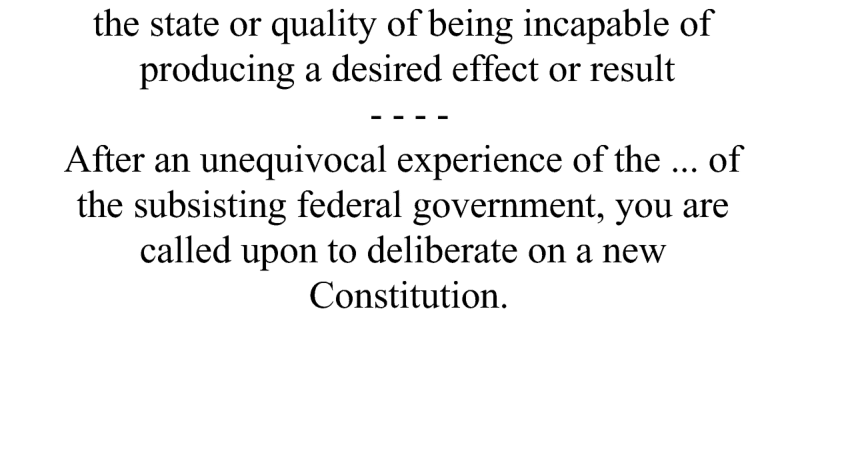 the state or quality of being incapable of
producing a desired effect or result
- - - -
After an unequivocal experience of the ... of
the subsisting federal government, you are
called upon to deliberate on a new
Constitution.